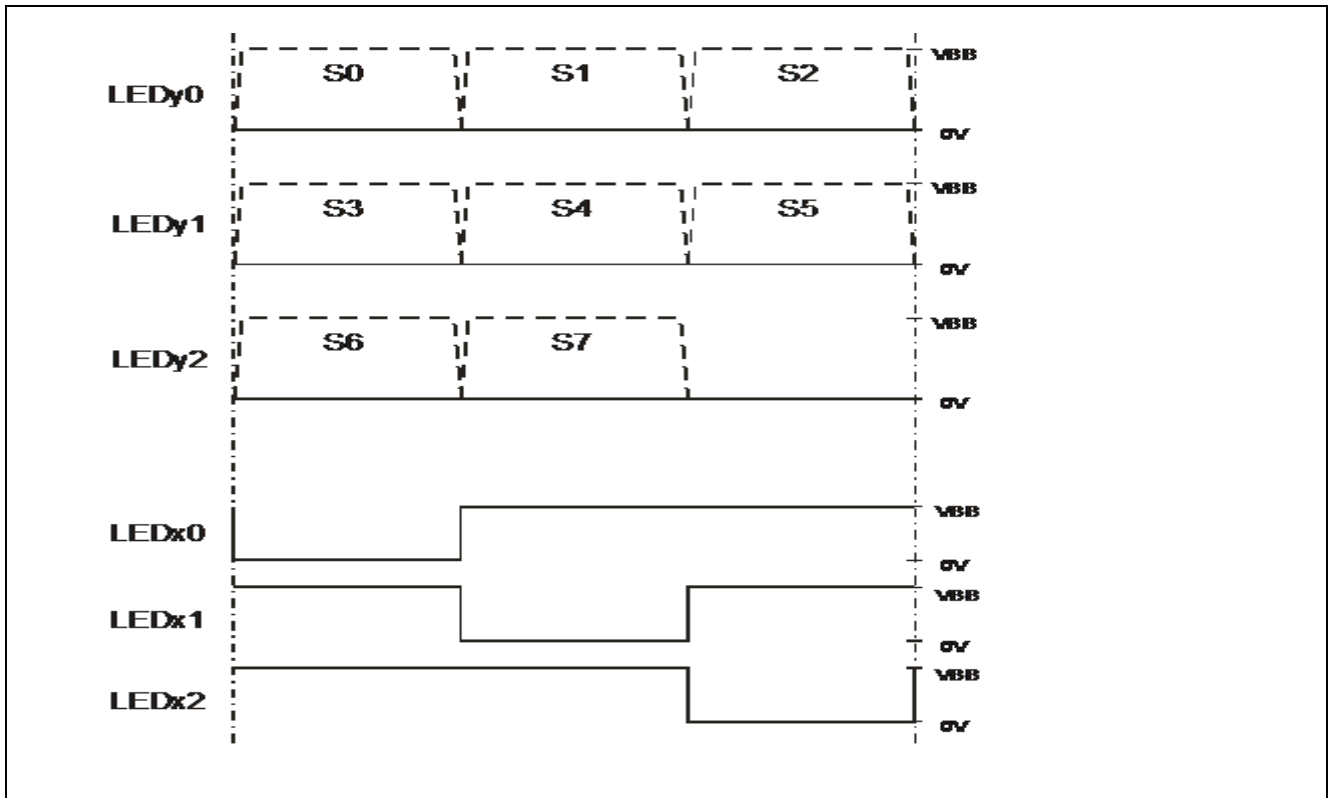 S0 S1 S2 VBB
LEDy0
0V
S3 S4 S5 VBB
LEDy1
0V
S6 S7 VBB
LEDy2
0V
VBB
LEDx0
0V
VBB
LEDx1
0V
VBB
LEDx2
0V